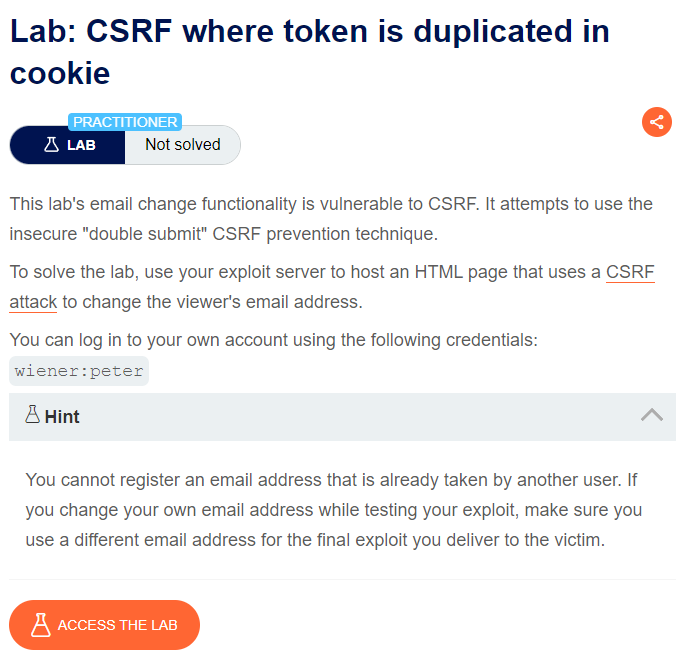 Lab: CSRF where token is duplicated in
cookie
PRACTITIONER
LAB
Not solved
This lab's email change functionality is vulnerable to CSRF. It attempts to use the
insecure "double submit" CSRF prevention technique.
To solve the lab, use your exploit server to host an HTML page that uses a CSRF
attack to change the viewer's email address.
You can log in to your own account using the following credentials:
wiener:peter
Hint
You cannot register an email address that is already taken by another user. If
you change your own email address while testing your exploit, make sure you
use a different email address for the final exploit you deliver to the victim.
ACCESS THE LAB